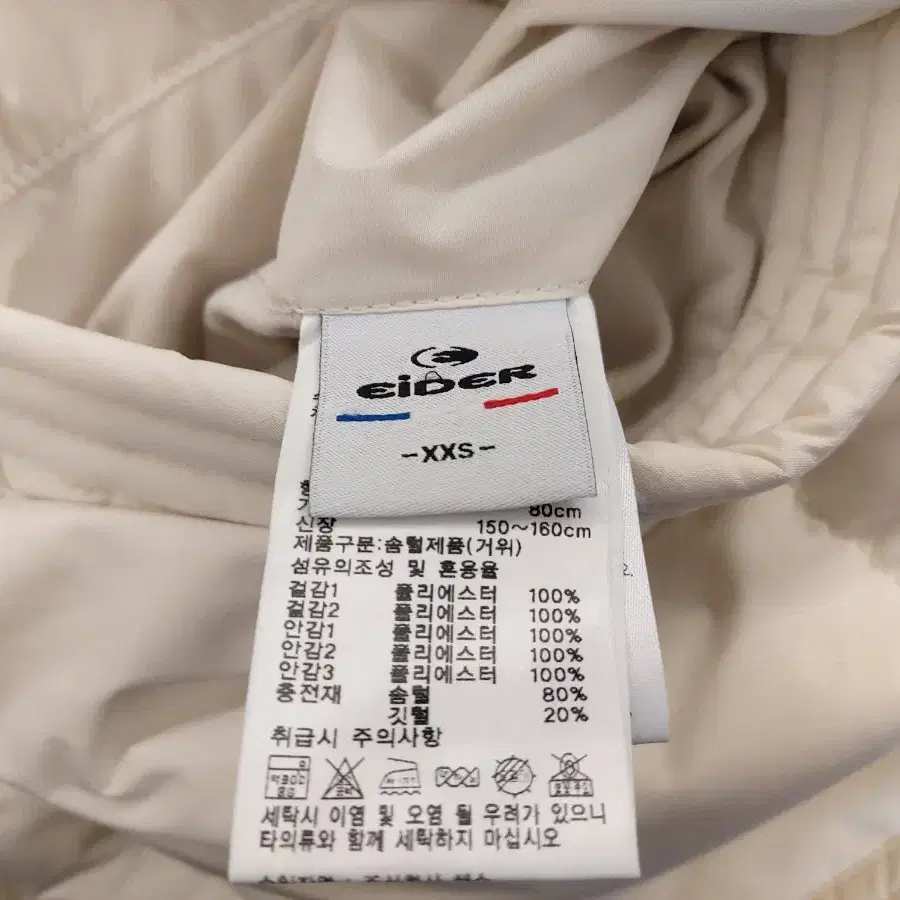 EiDER
-XXS-
80cm
신장 150~160cm
제품구분:솜털제품(거위)
섬유의조성 및 혼용율
겉감1 폴리에스터 100%
겉감2 폴리에스터 100%
안감1 폴리에스터 100%
안감2 폴리에스터 100%
안감3 폴리에스터 100%
충전재 솜털 80%
깃털 20%
취급시 주의사항
세탁시 이염 및 오염 될 우려가 있으니
타의류와 함께 세탁하지 마십시오